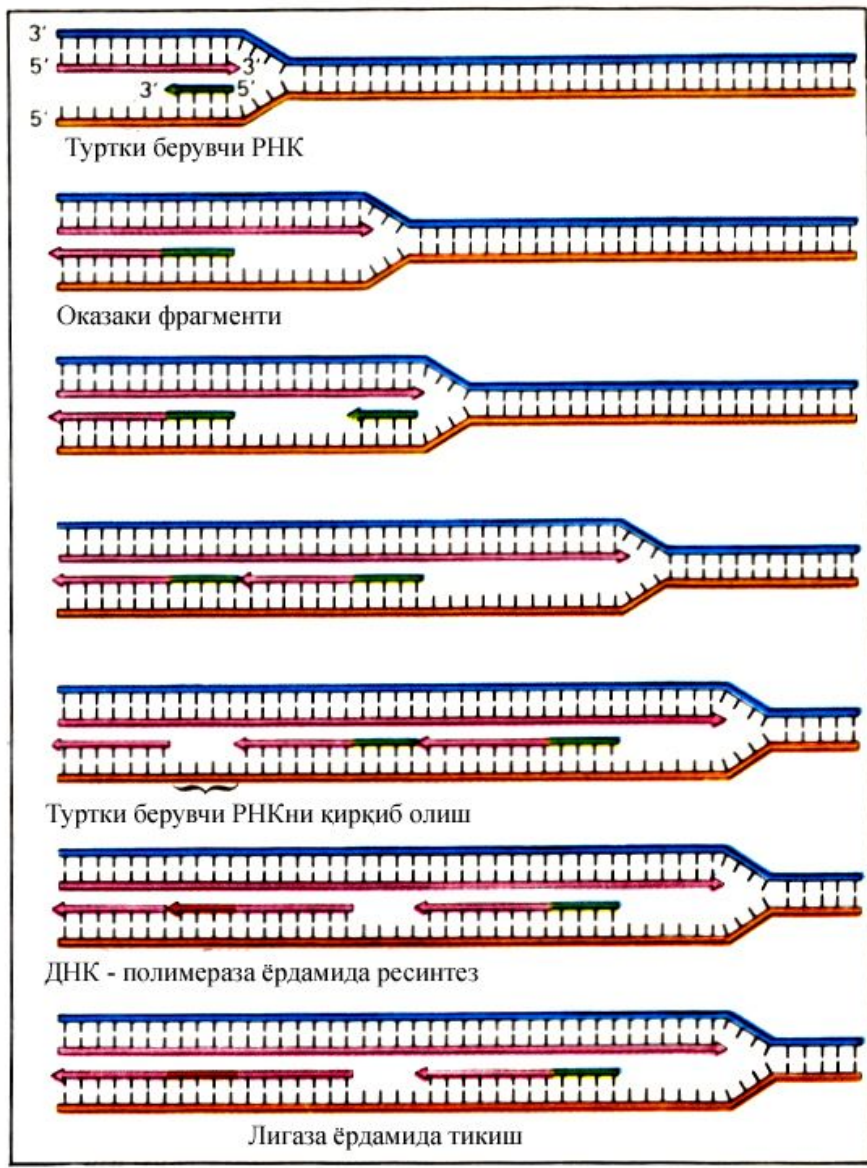 3'
5' 3'
3' 5'
5'
Туртки берувчи РНК
Оказаки фрагменти
Туртки берувчи РНКни қирқиб олиш
ДНК - полимераза ёрдамида ресинтез
Лигаза ёрдамида тикиш